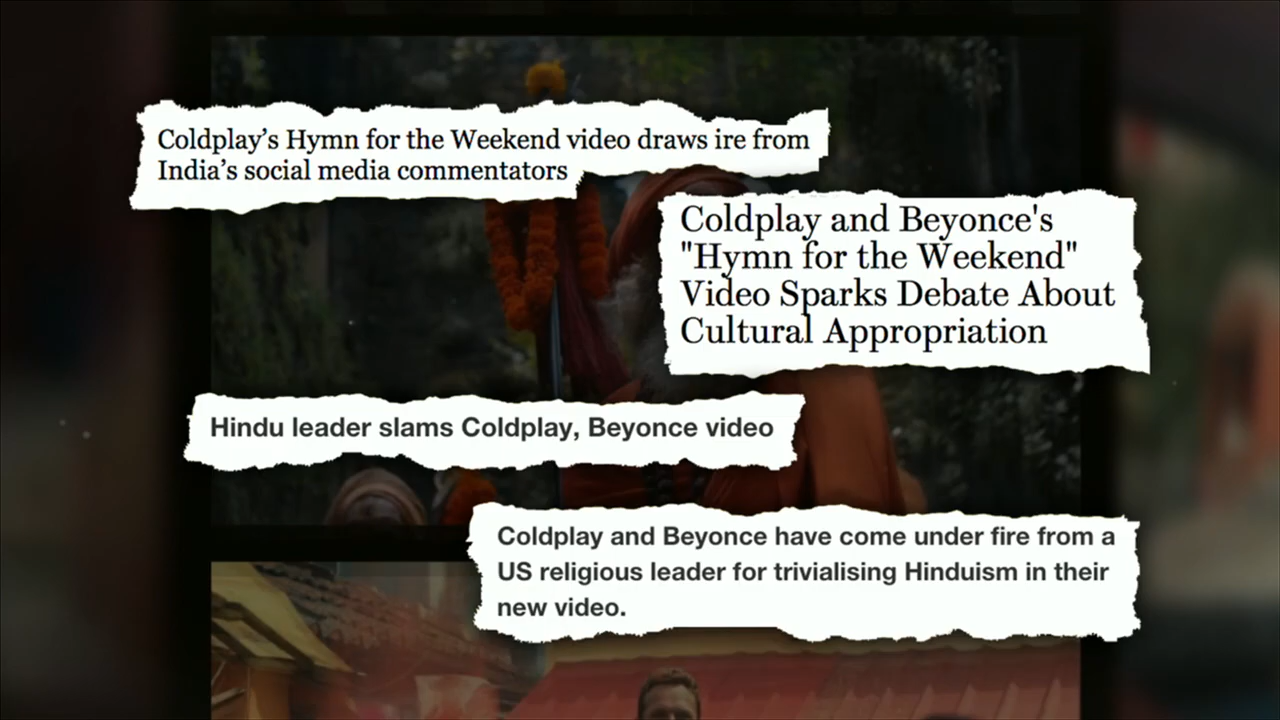 Coldplay’s Hymn for the Weekend video draws ire from
India’s social media commentators
Coldplay and Beyonce's
"Hymn for the Weekend"
Video Sparks Debate About
Cultural Appropriation
Hindu leader slams Coldplay, Beyonce video
Coldplay and Beyonce have come under fire from a
US religious leader for trivialising Hinduism in their
new video.